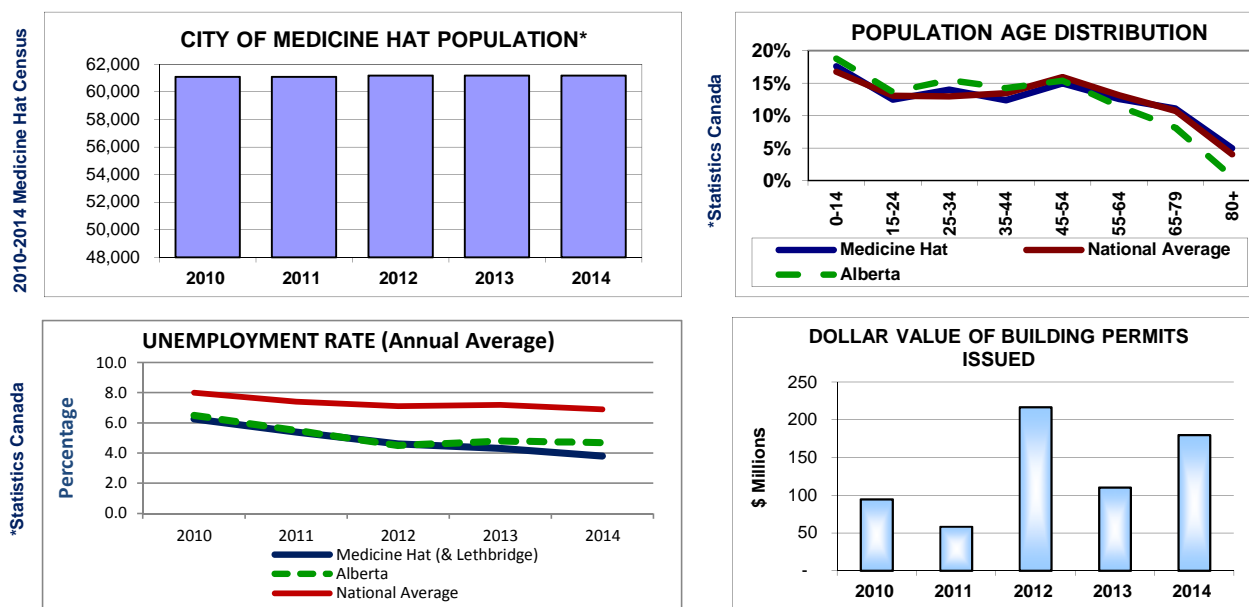 2010-2014 Medicine Hat Census
CITY OF MEDICINE HAT POPULATION*
62,000
60,000
58,000
56,000
54,000
52,000
50,000
48,000
2010 2011 2012 2013 2014
*Statistics Canada
POPULATION AGE DISTRIBUTION
20%
15%
10%
5%
0%
0-14 15-24 25-34 35-44 45-54 55-64 65-79 80+
Medicine Hat National Average
Alberta
*Statistics Canada
UNEMPLOYMENT RATE (Annual Average)
Percentage
10.0
8.0
6.0
4.0
2.0
0.0
2010 2011 2012 2013 2014
Medicine Hat (& Lethbridge)
Alberta
National Average
DOLLAR VALUE OF BUILDING PERMITS
ISSUED
$ Millions
250
200
150
100
50
-
2010 2011 2012 2013 2014